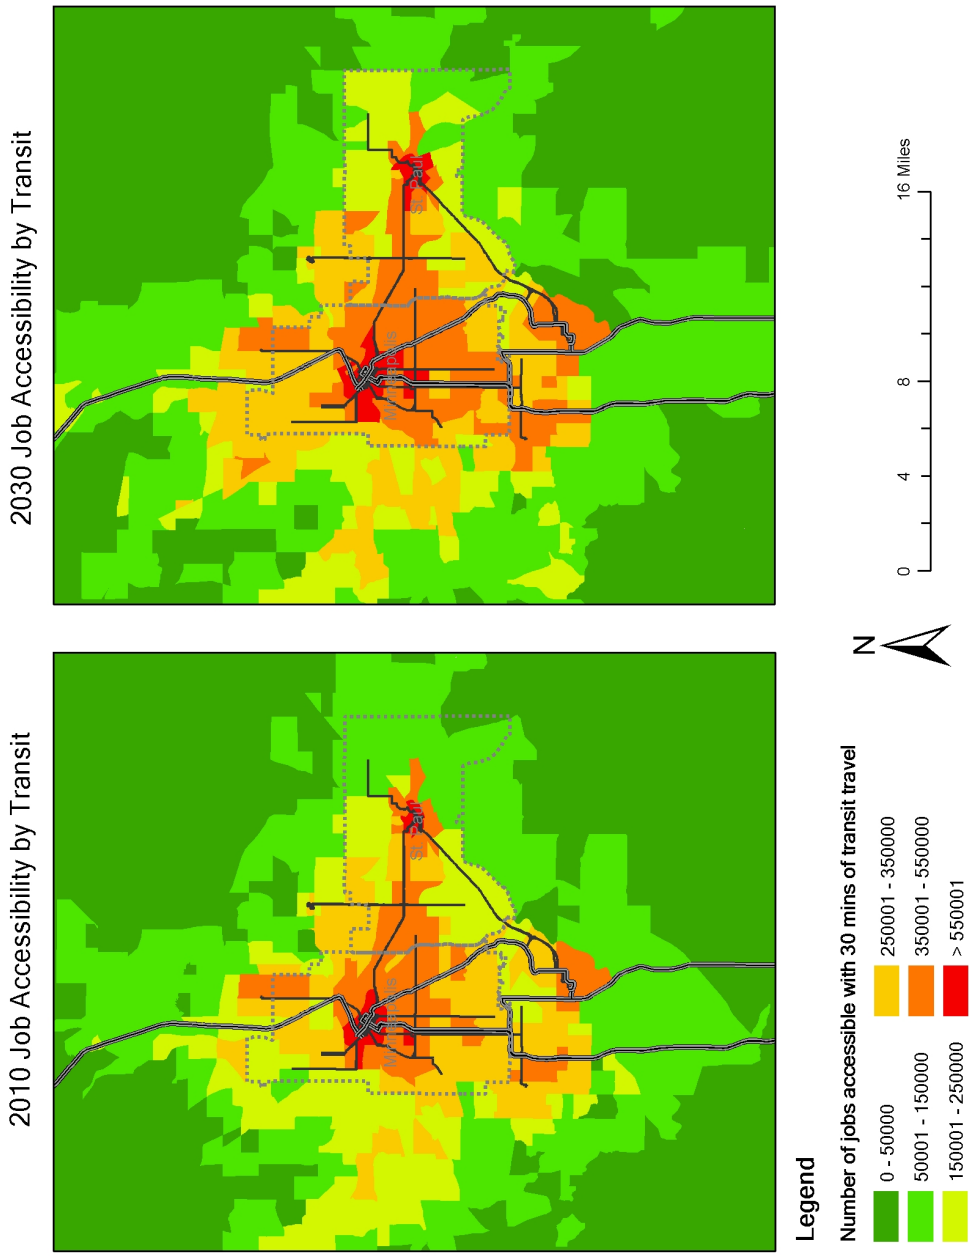 2010 Job Accessibility by Transit
2030 Job Accessibility by Transit
Minneapolis
St. Paul
Minneapolis
St. Paul
Legend
Number of jobs accessible with 30 mins of transit travel
0 - 50000
50001 - 150000
150001 - 250000
250001 - 350000
350001 - 550000
> 550001
N
0 4 8 16 Miles